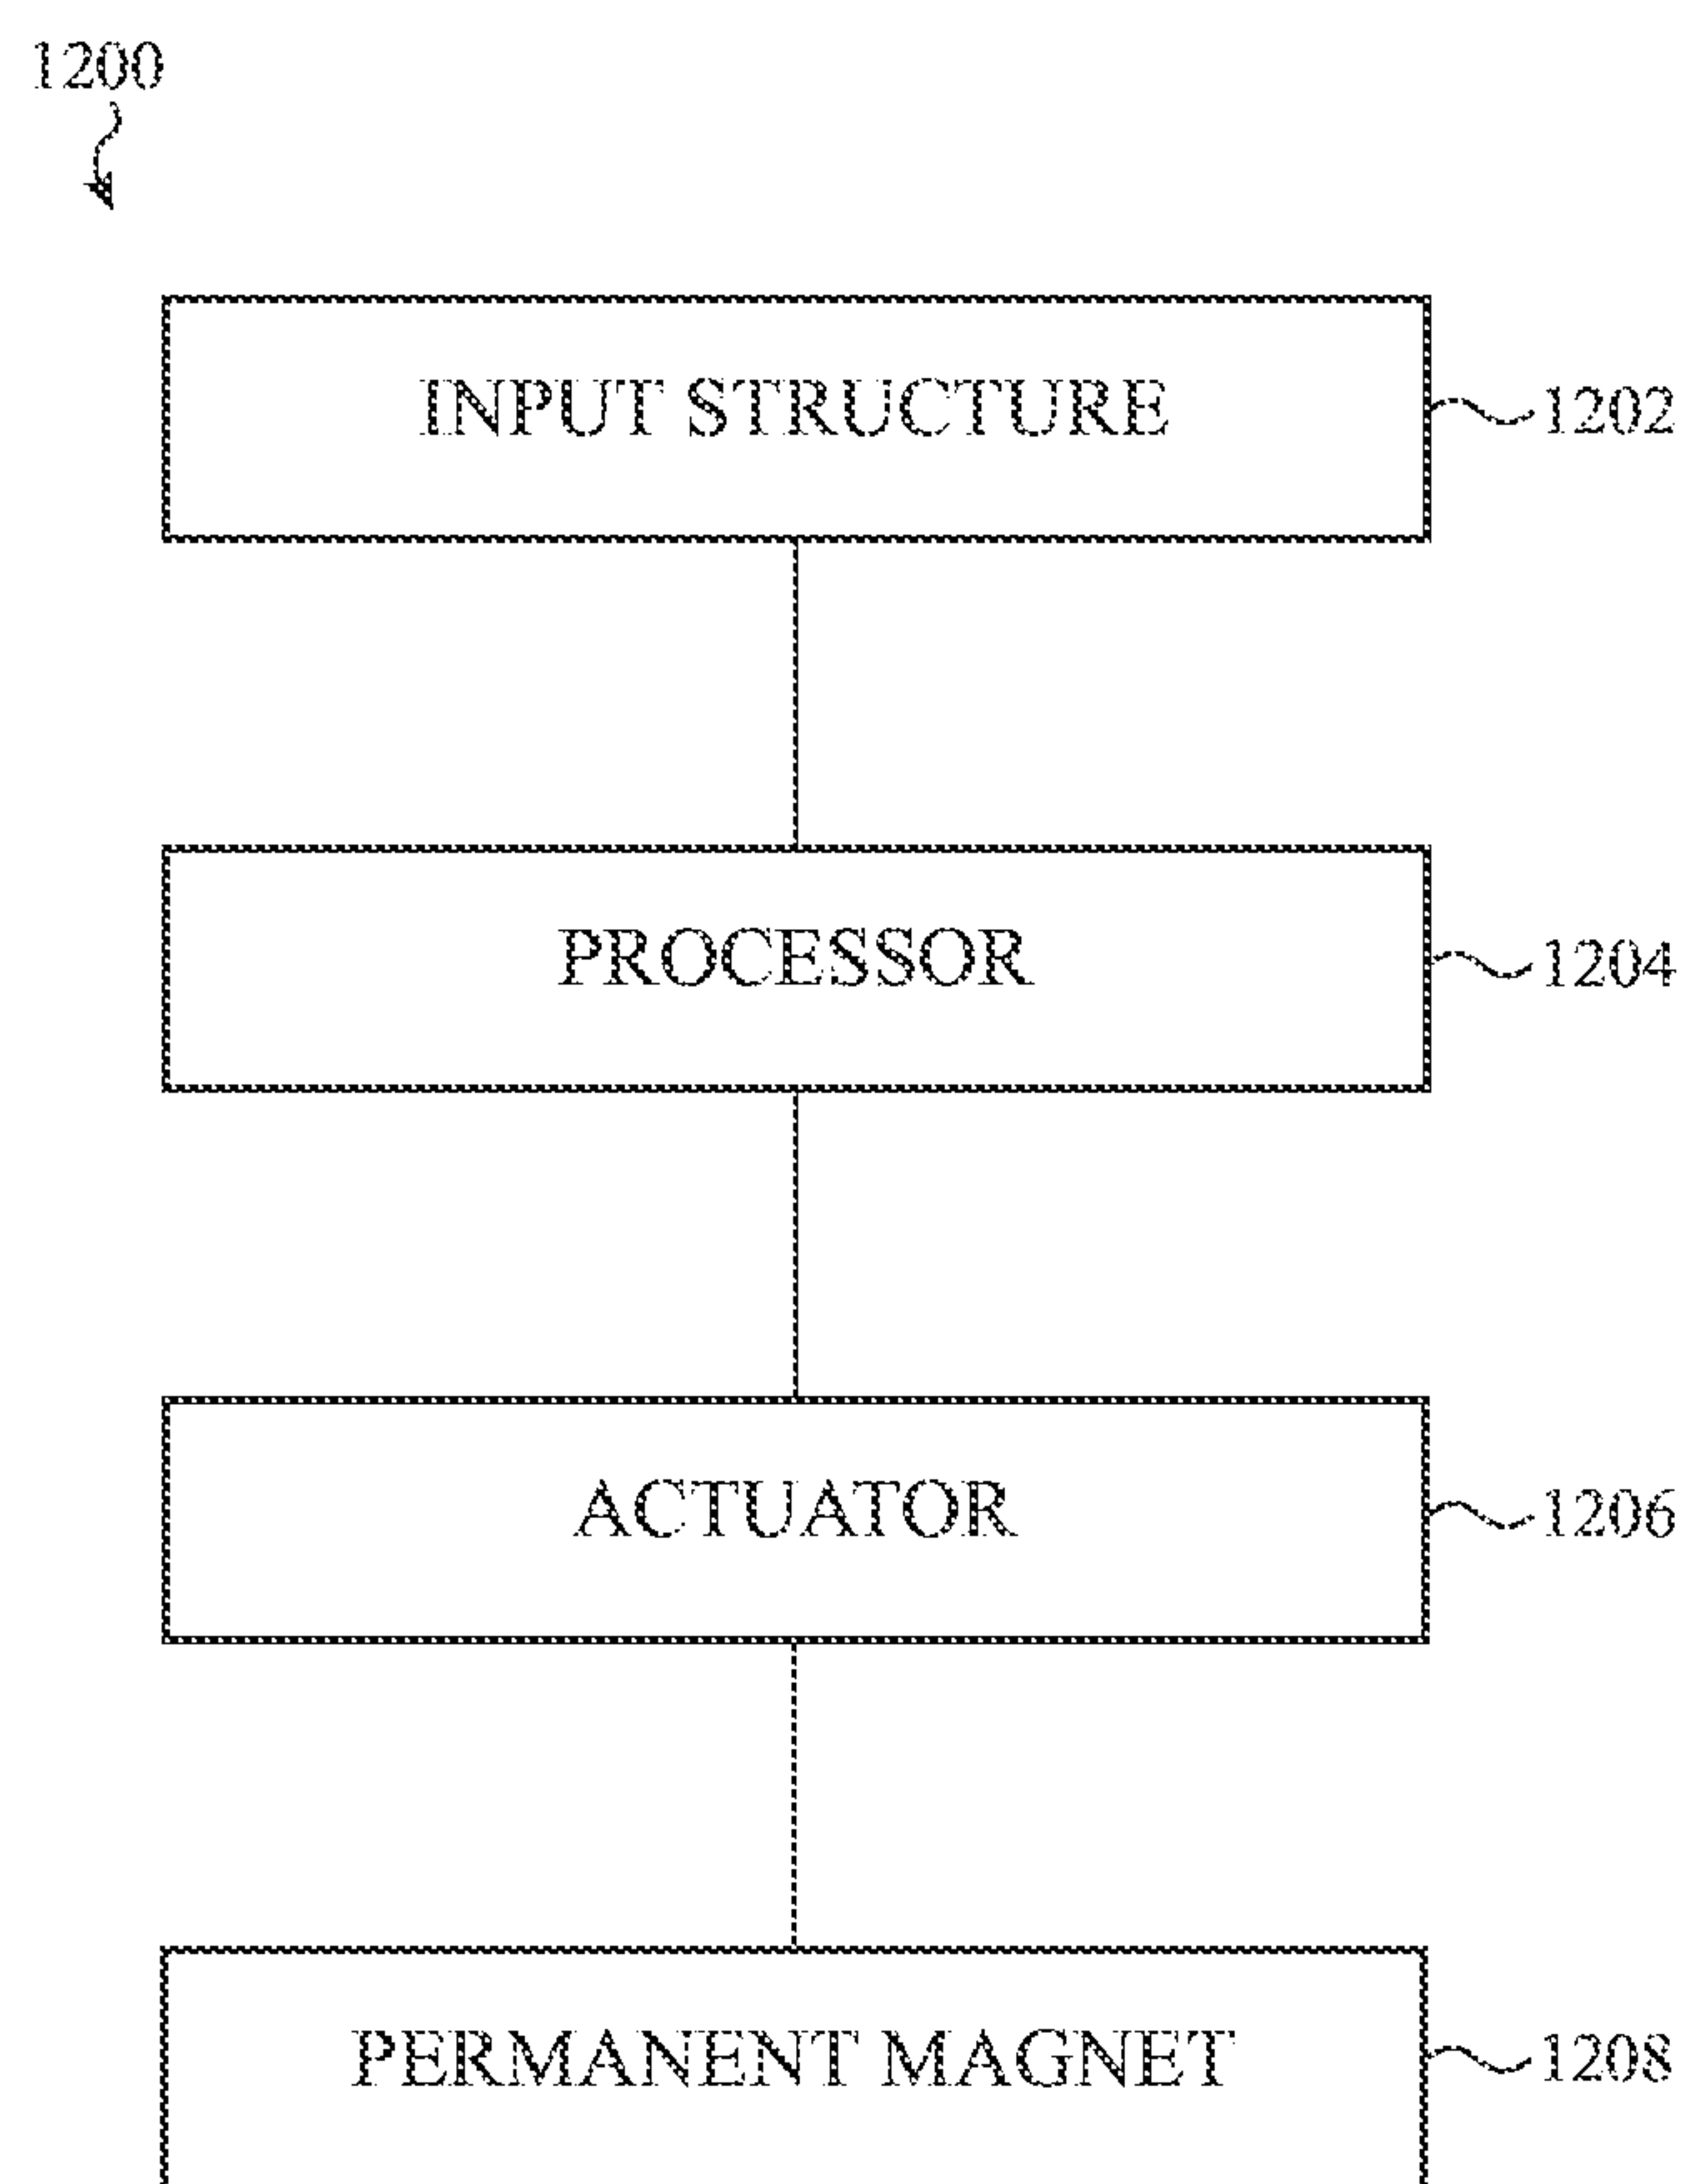 1200
INPUT STRUCTURE
1202
PROCESSOR
1204
ACTUATOR
1206
PERMANENT MAGNET
1208